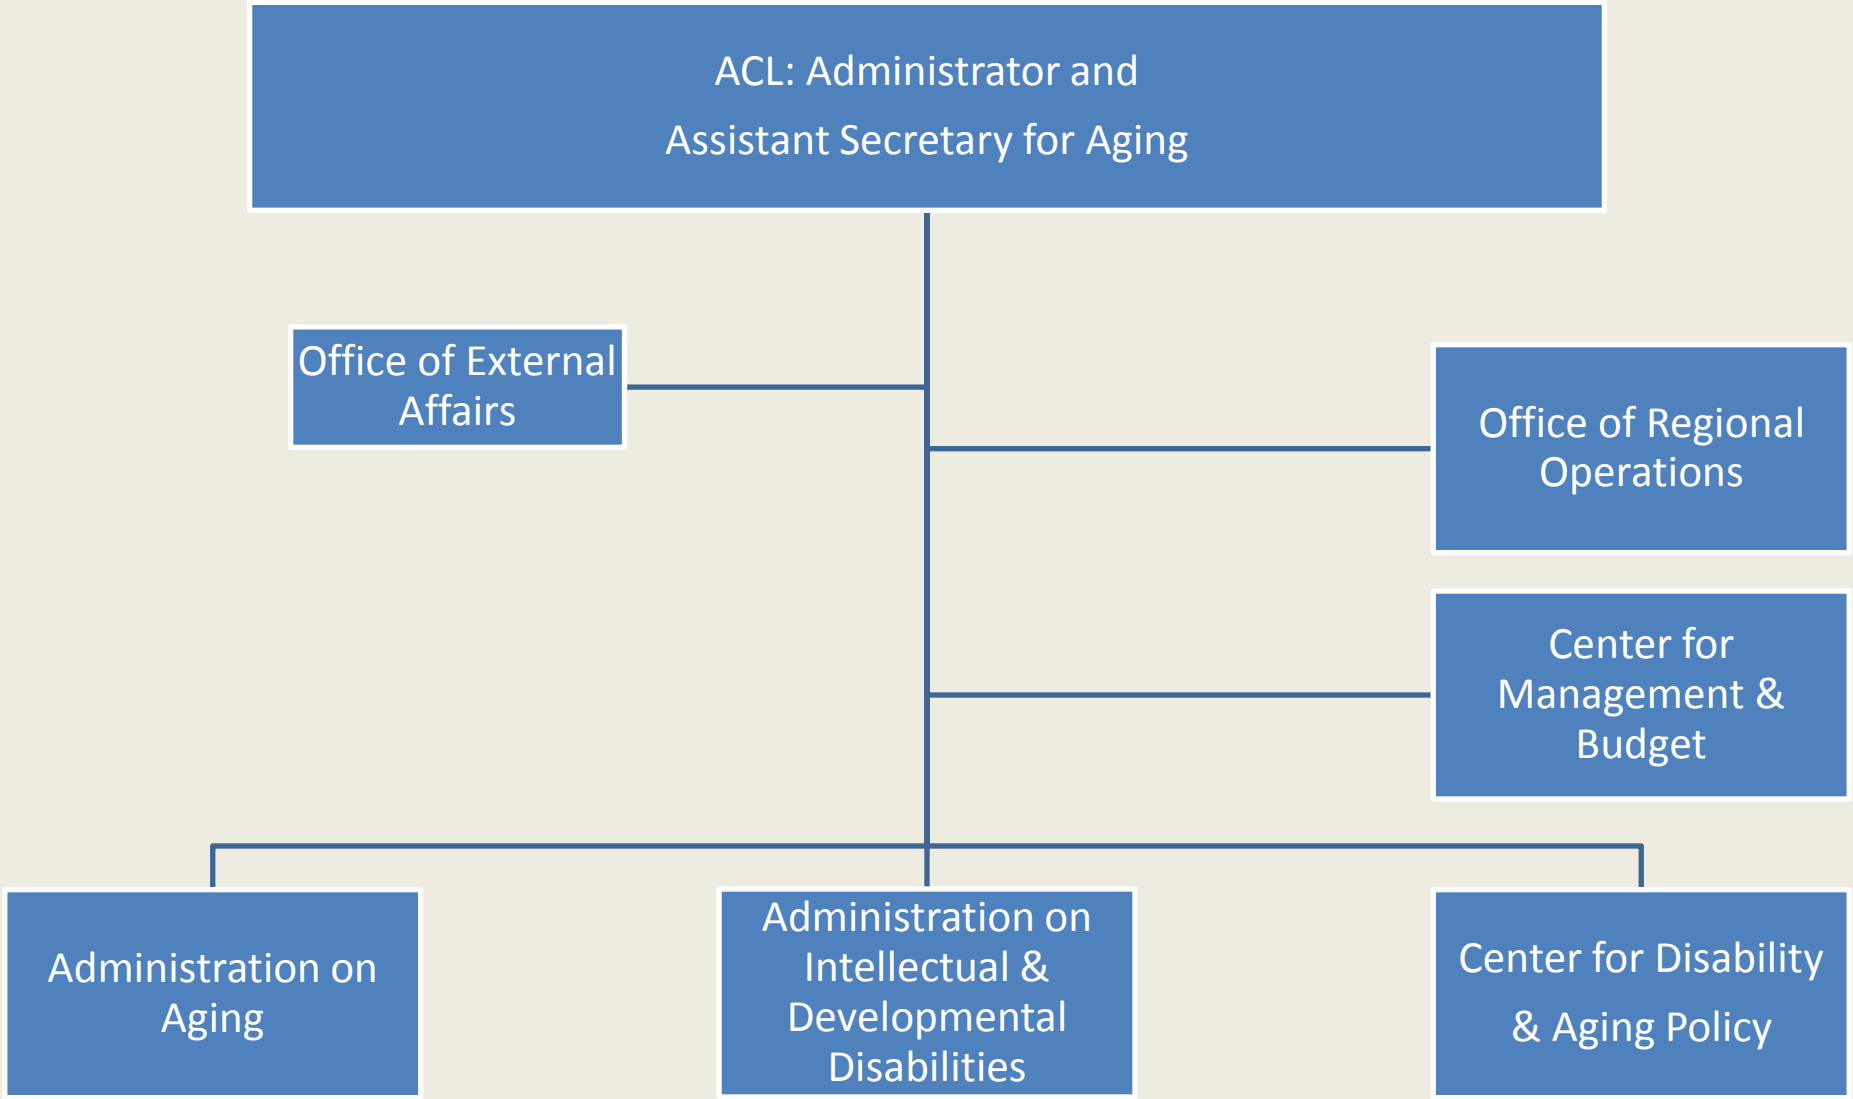 ACL: Administrator and
Assistant Secretary for Aging
Office of External
Affairs
Office of Regional
Operations
Center for
Management &
Budget
Administration on
Aging
Administration on
Intellectual &
Developmental
Disabilities
Center for Disability
& Aging Policy